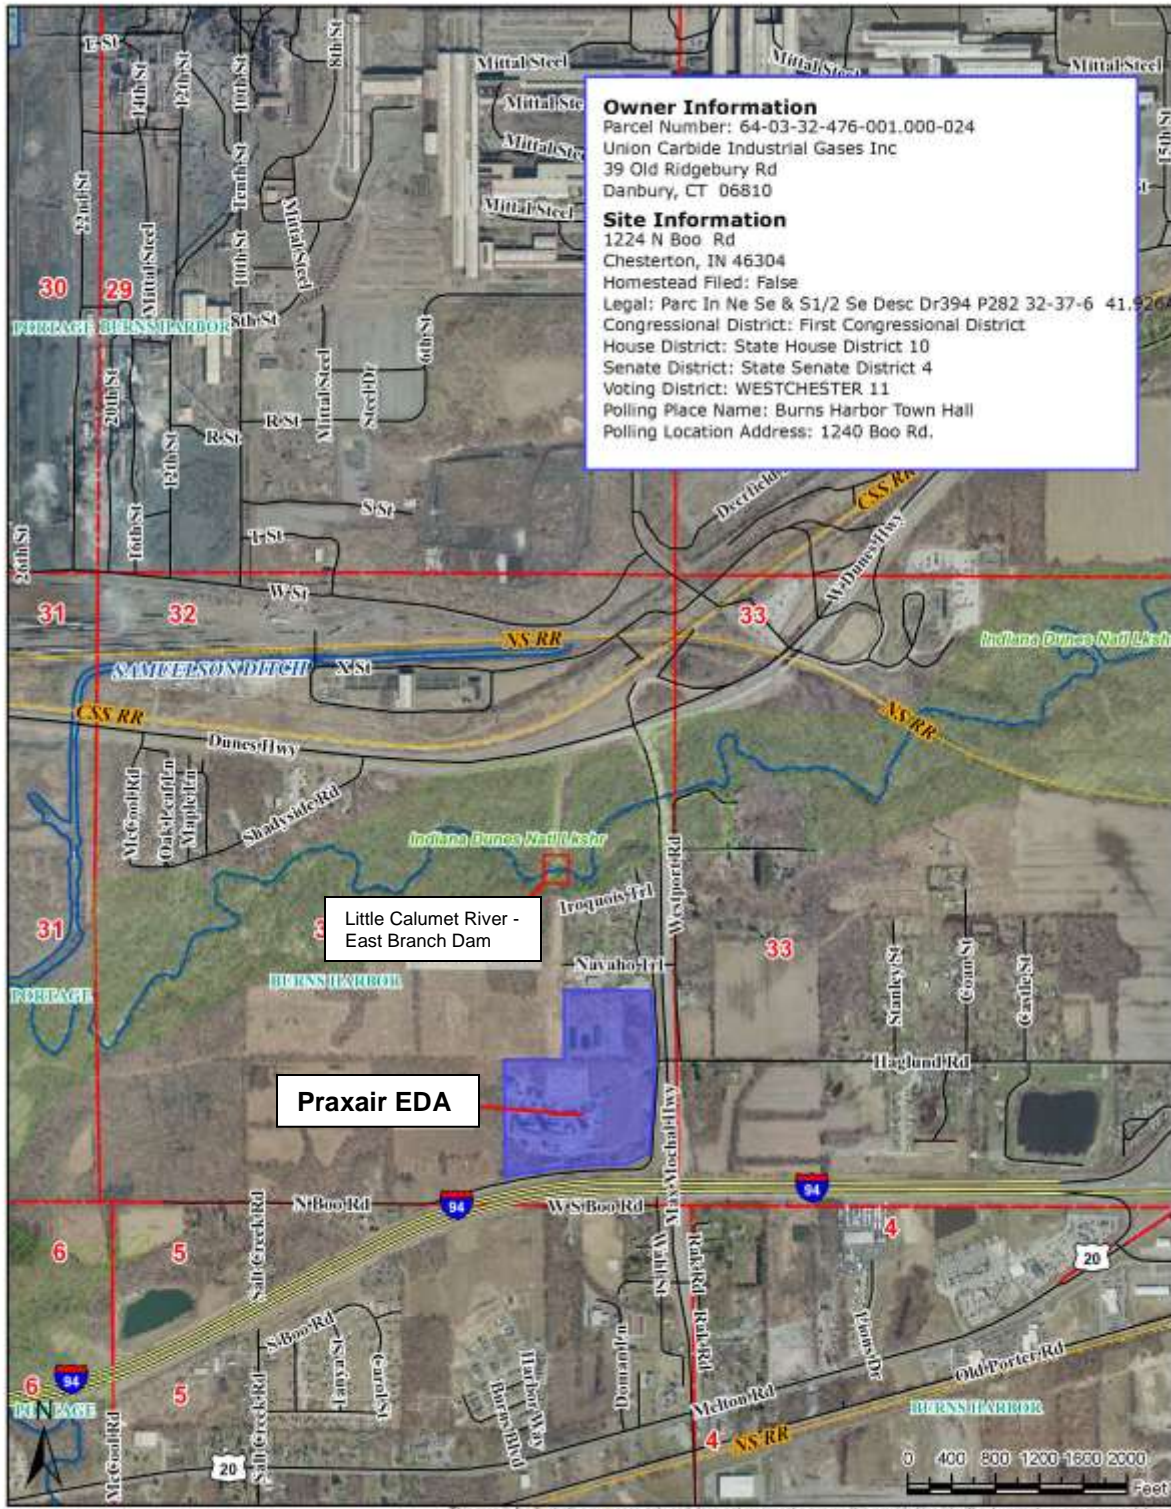 E St
14th St
12th St
10th St
8th St
Mittal Steel
Mittal Steel
Mittal Steel
Mittal
Mittal
Mittal Steel
15th St
Owner Information
Parcel Number: 64-03-32-476-001.000-024
Union Carbide Industrial Gases Inc
39 Old Ridgebury Rd
Danbury, CT 06810
Site Information
1224 N Boo Rd
Chesterton, IN 46304
Homestead Filed: False
Legal: Parc In Ne Se & S1/2 Se Desc Dr394 P282 32-37-6
Congressional District: First Congressional District
House District: State House District 10
Senate District: State Senate District 4
Voting District: WESTCHESTER 11
Polling Place Name: Burns Harbor Town Hall
Polling Location Address: 1240 Boo Rd.
22nd St
Mittal Steel
Tenth St
10th St
Mittal Steel
30
29
PORTAGE
BURNS HARBOR
8th St
20th St
Mittal Steel
Steel Dr
6th St
R St
R St
12th St
16th St
26th St
S St
T St
W St
Deerfield
CSS RR
W Dunes Hwy
31
32
33
NS RR
SAMUELSON DITCH
X St
Indiana Dunes Natl Lkshr
CSS RR
Dunes Hwy
NS RR
McCool Rd
Oak Leaf Ln
Maple Ln
Shadyside Rd
Indiana Dunes Natl Lkshr
Westport Rd
Iroquois Trl
Little Calumet River -
East Branch Dam
31
3
33
Navaho Trl
BURNS HARBOR
PORTAGE
Stanley St
Conn St
Castle St
Haglund Rd
Praxair EDA
Max Mochal Hwy
94
94
N Boo Rd
W S Boo Rd
6
5
4
20
Salt Creek Rd
Wahl St
Rak Rd
Rak Rd
S Boo Rd
Tanya St
Carol St
Burns Blvd
Harbor Way
Lions Dr
Old Porter Rd
Melton Rd
6
94
5
PORTAGE
McCool Rd
20
Salt Creek Rd
4
NS RR
BURNS HARBOR
0 400 800 1200 1600 2000
Feet